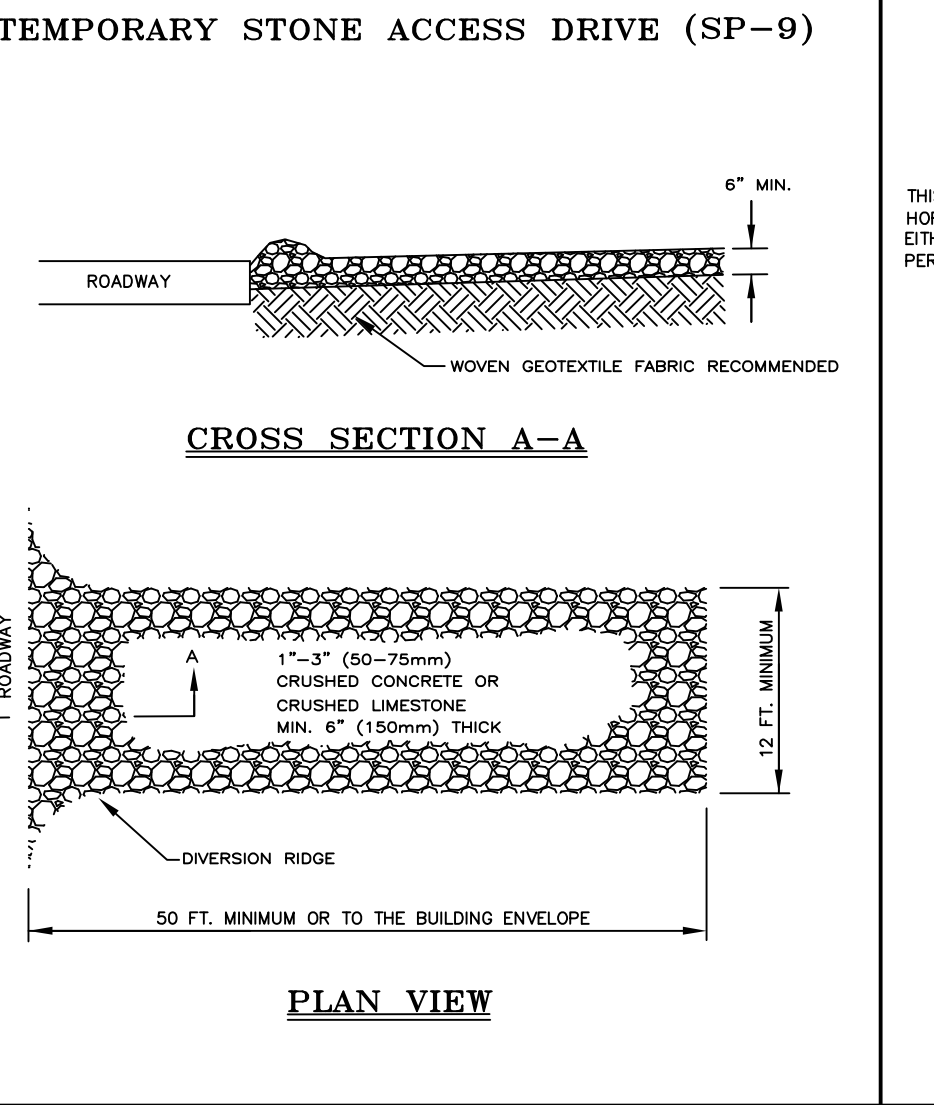 TEMPORARY STONE ACCESS DRIVE (SP-9)
6" MIN.
ROADWAY
WOVEN GEOTEXTILE FABRIC RECOMMENDED
CROSS SECTION A-A
ROADWAY
A
1"-3" (50-75mm)
CRUSHED CONCRETE OR
CRUSHED LIMESTONE
MIN. 6" (150mm) THICK
12 FT. MINIMUM
DIVERSION RIDGE
50 FT. MINIMUM OR TO THE BUILDING ENVELOPE
PLAN VIEW